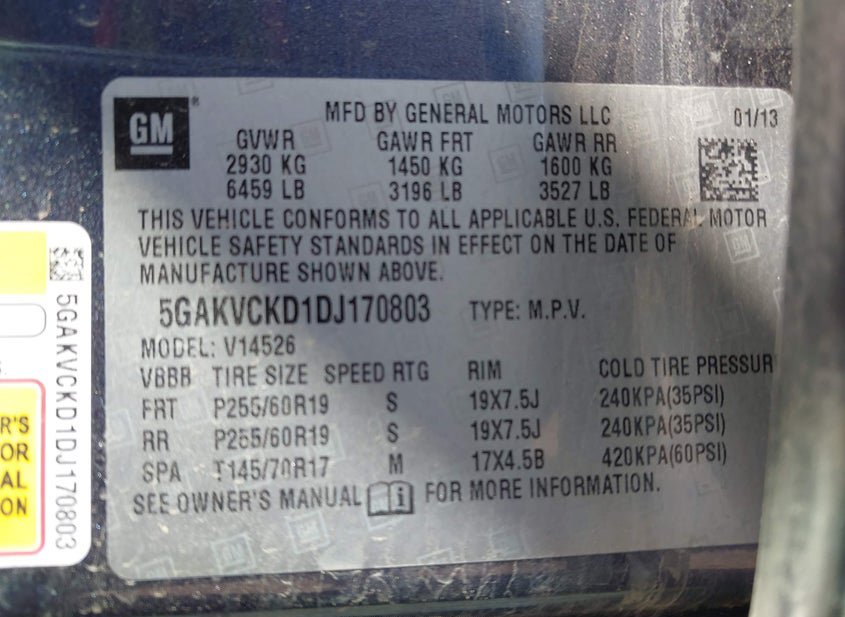 GM®
MFD BY GENERAL MOTORS LLC 01/13
GVWR GAWR FRT GAWR RR
2930 KG 1450 KG 1600 KG
6459 LB 3196 LB 3527 LB
THIS VEHICLE CONFORMS TO ALL APPLICABLE U.S. FEDERAL MOTOR
VEHICLE SAFETY STANDARDS IN EFFECT ON THE DATE OF
MANUFACTURE SHOWN ABOVE.
5GAKVCKD1DJ170803 TYPE: M.P.V.
MODEL: V14526
VBBB TIRE SIZE SPEED RTG RIM COLD TIRE PRESSUR
FRT P255/60R19 S 19X7.5J 240KPA(35PSI)
RR P255/60R19 S 19X7.5J 240KPA(35PSI)
SPA T145/70R17 M 17X4.5B 420KPA(60PSI)
SEE OWNER'S MANUAL FOR MORE INFORMATION.
5GAKVCKD1DJ170803
R'S
OR
AL
ON